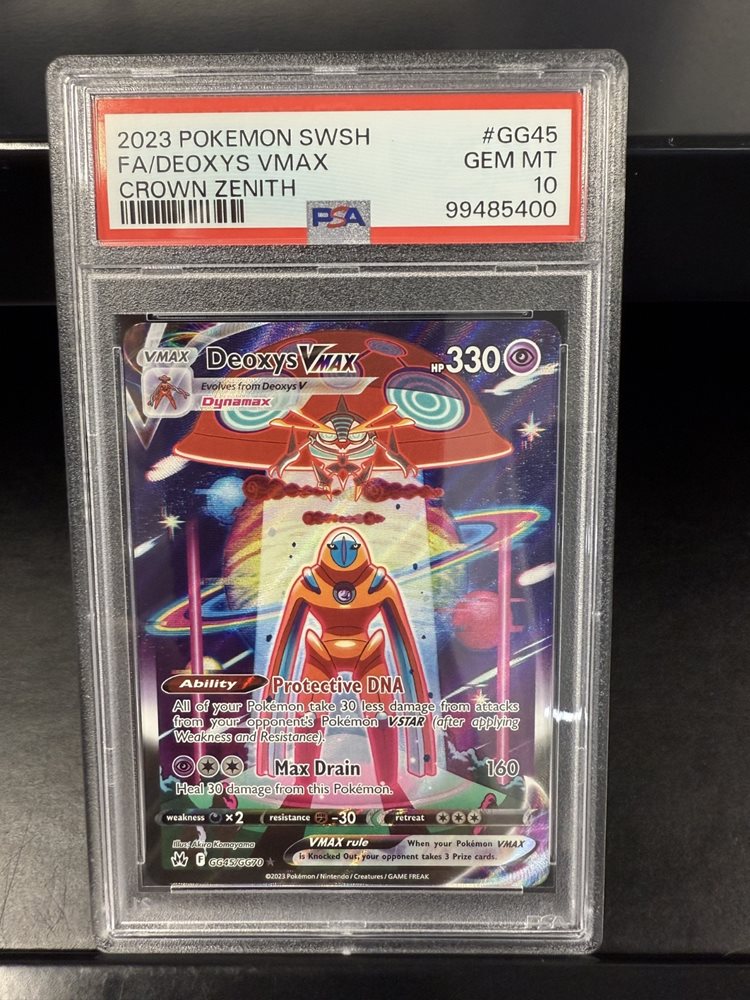 2023 POKEMON SWSH #GG45
FA/DEOXYS VMAX GEM MT
CROWN ZENITH 10
PSA 99485400
VMAX Deoxys VMAX HP 330
Evolves from Deoxys V
Dynamax
Ability Protective DNA
All of your Pokémon take 30 less damage from attacks
from your opponent's Pokémon VSTAR (after applying
Weakness and Resistance).
Max Drain 160
Heal 30 damage from this Pokémon.
weakness ×2 resistance -30 retreat
Illus. Akira Komayama
VMAX rule When your Pokémon VMAX
is Knocked Out, your opponent takes 3 Prize cards.
F GG45/GG70
©2023 Pokémon / Nintendo / Creatures / GAME FREAK
PSA